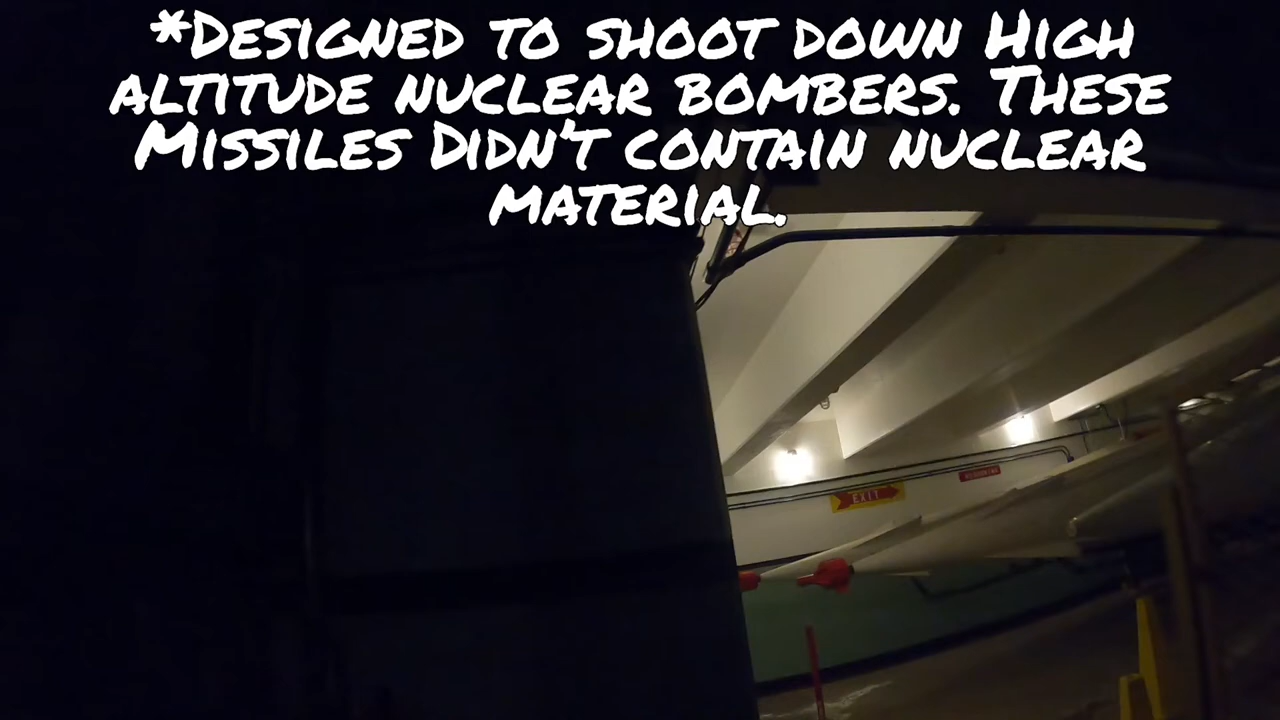 *Designed to shoot down High
altitude nuclear bombers. These
Missiles Didn't contain nuclear
material.
EXIT